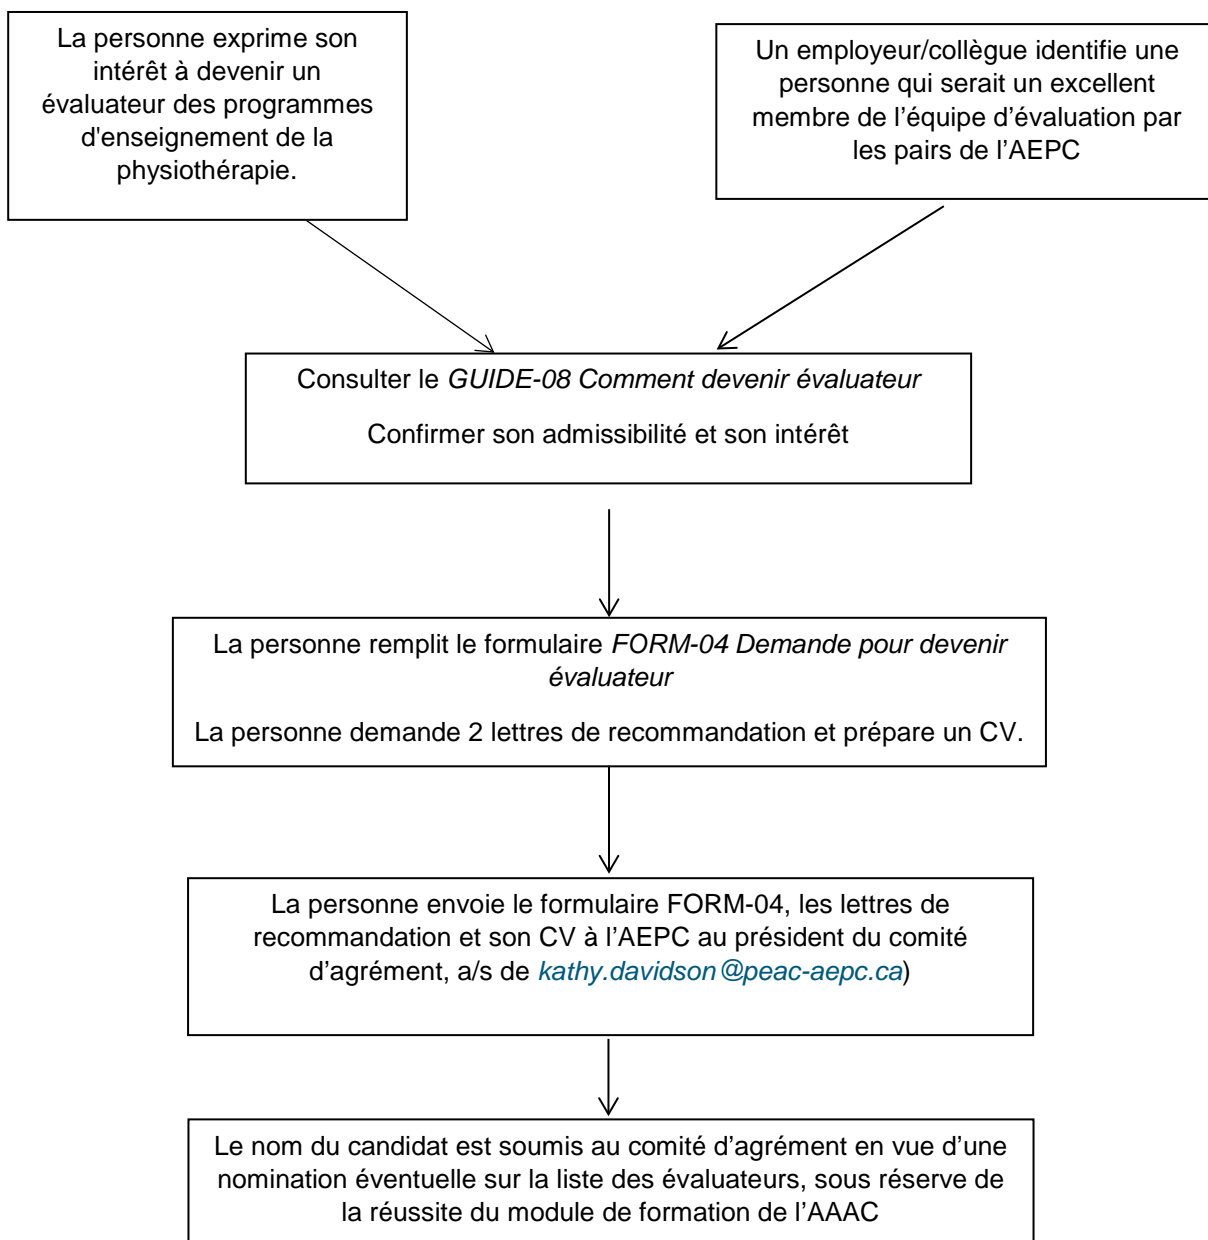 La personne exprime son
intérêt à devenir un
évaluateur des programmes
d'enseignement de la
physiothérapie.
Un employeur/collègue identifie une
personne qui serait un excellent
membre de l’équipe d’évaluation par
les pairs de l’AEPC
Consulter le GUIDE-08 Comment devenir évaluateur
Confirmer son admissibilité et son intérêt
La personne remplit le formulaire FORM-04 Demande pour devenir
évaluateur
La personne demande 2 lettres de recommandation et prépare un CV.
La personne envoie le formulaire FORM-04, les lettres de
recommandation et son CV à l’AEPC au président du comité
d’agrément, a/s de kathy.davidson@peac-aepc.ca)
Le nom du candidat est soumis au comité d’agrément en vue d’une
nomination éventuelle sur la liste des évaluateurs, sous réserve de
la réussite du module de formation de l’AAAC